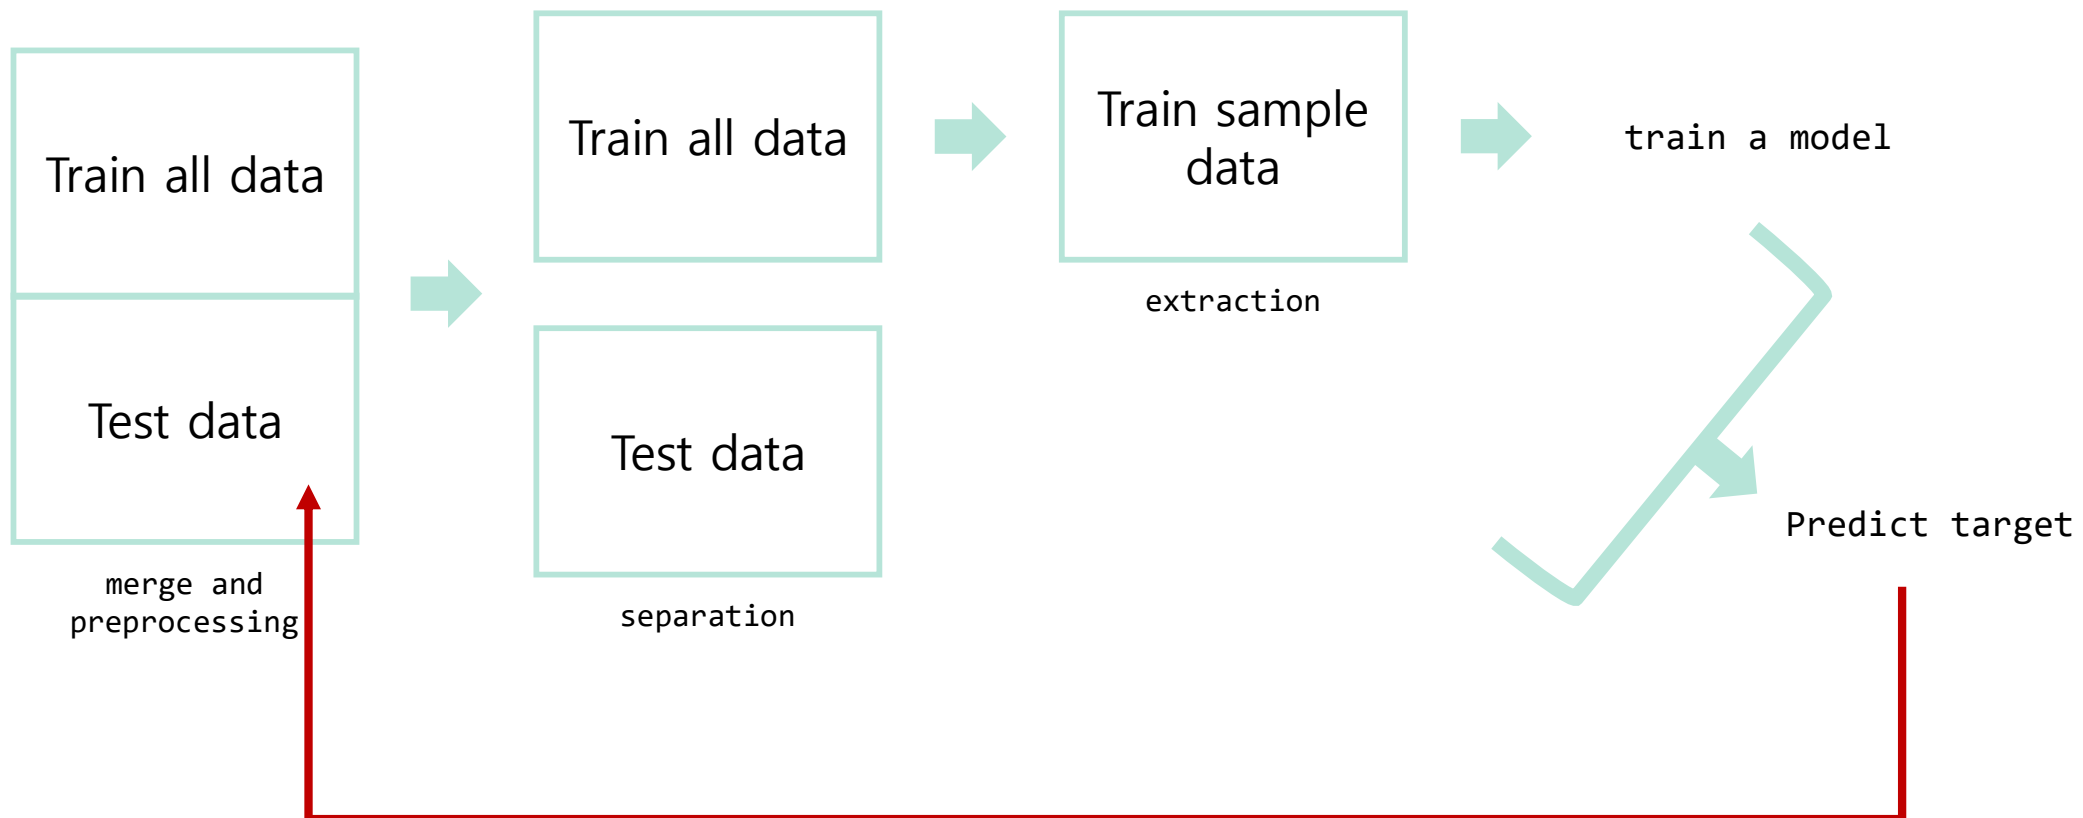 Train all data
Test data
merge and
preprocessing
Train all data
Test data
separation
Train sample
data
extraction
train a model
Predict target